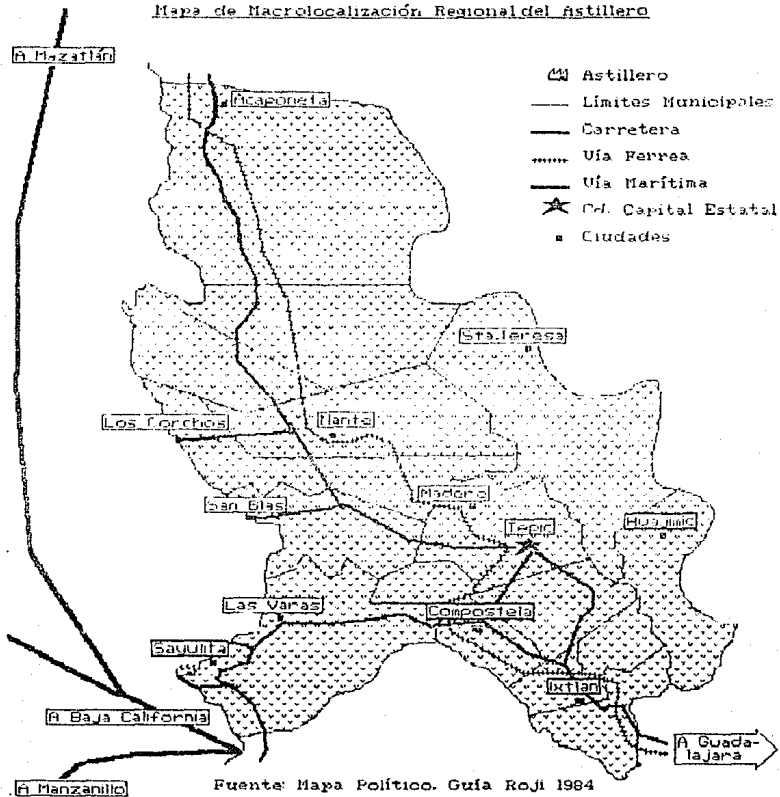 Mapa de Macrolocalización Regional del Astillero
A Mazatlán
Astillero
Límites Municipales
Carretera
Vía Ferrea
Vía Marítima
Cd. Capital Estatal
Ciudades
Acaponeta
Sta.Teresa
Los Corchos
Nanto
San Blas
Madero
Tepic
Huajimic
Las Varas
Compostela
Sayulita
Ixtlan
A Baja California
A Guada-
lajara
A Manzanillo
Fuente: Mapa Político. Guía Roji 1984